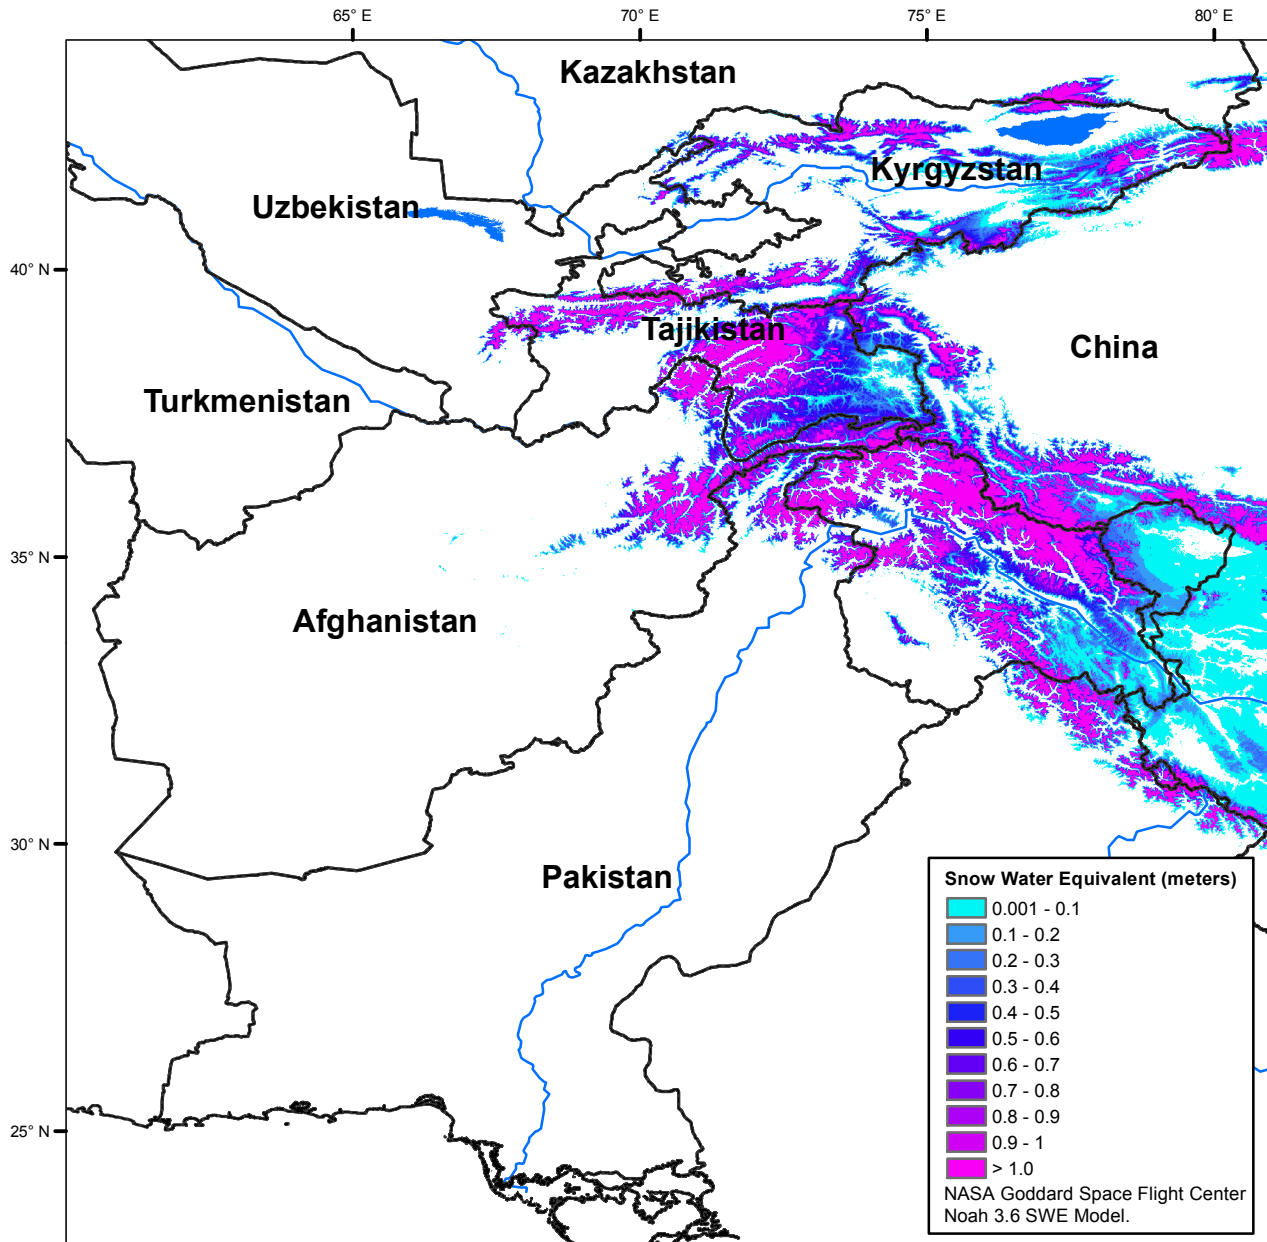 65° E
70° E
75° E
80° E
Kazakhstan
Kyrgyzstan
Uzbekistan
40° N
Tajikistan
China
Turkmenistan
35° N
Afghanistan
30° N
Pakistan
25° N
Snow Water Equivalent (meters)
0.001 - 0.1
0.1 - 0.2
0.2 - 0.3
0.3 - 0.4
0.4 - 0.5
0.5 - 0.6
0.6 - 0.7
0.7 - 0.8
0.8 - 0.9
0.9 - 1
> 1.0
NASA Goddard Space Flight Center
Noah 3.6 SWE Model.